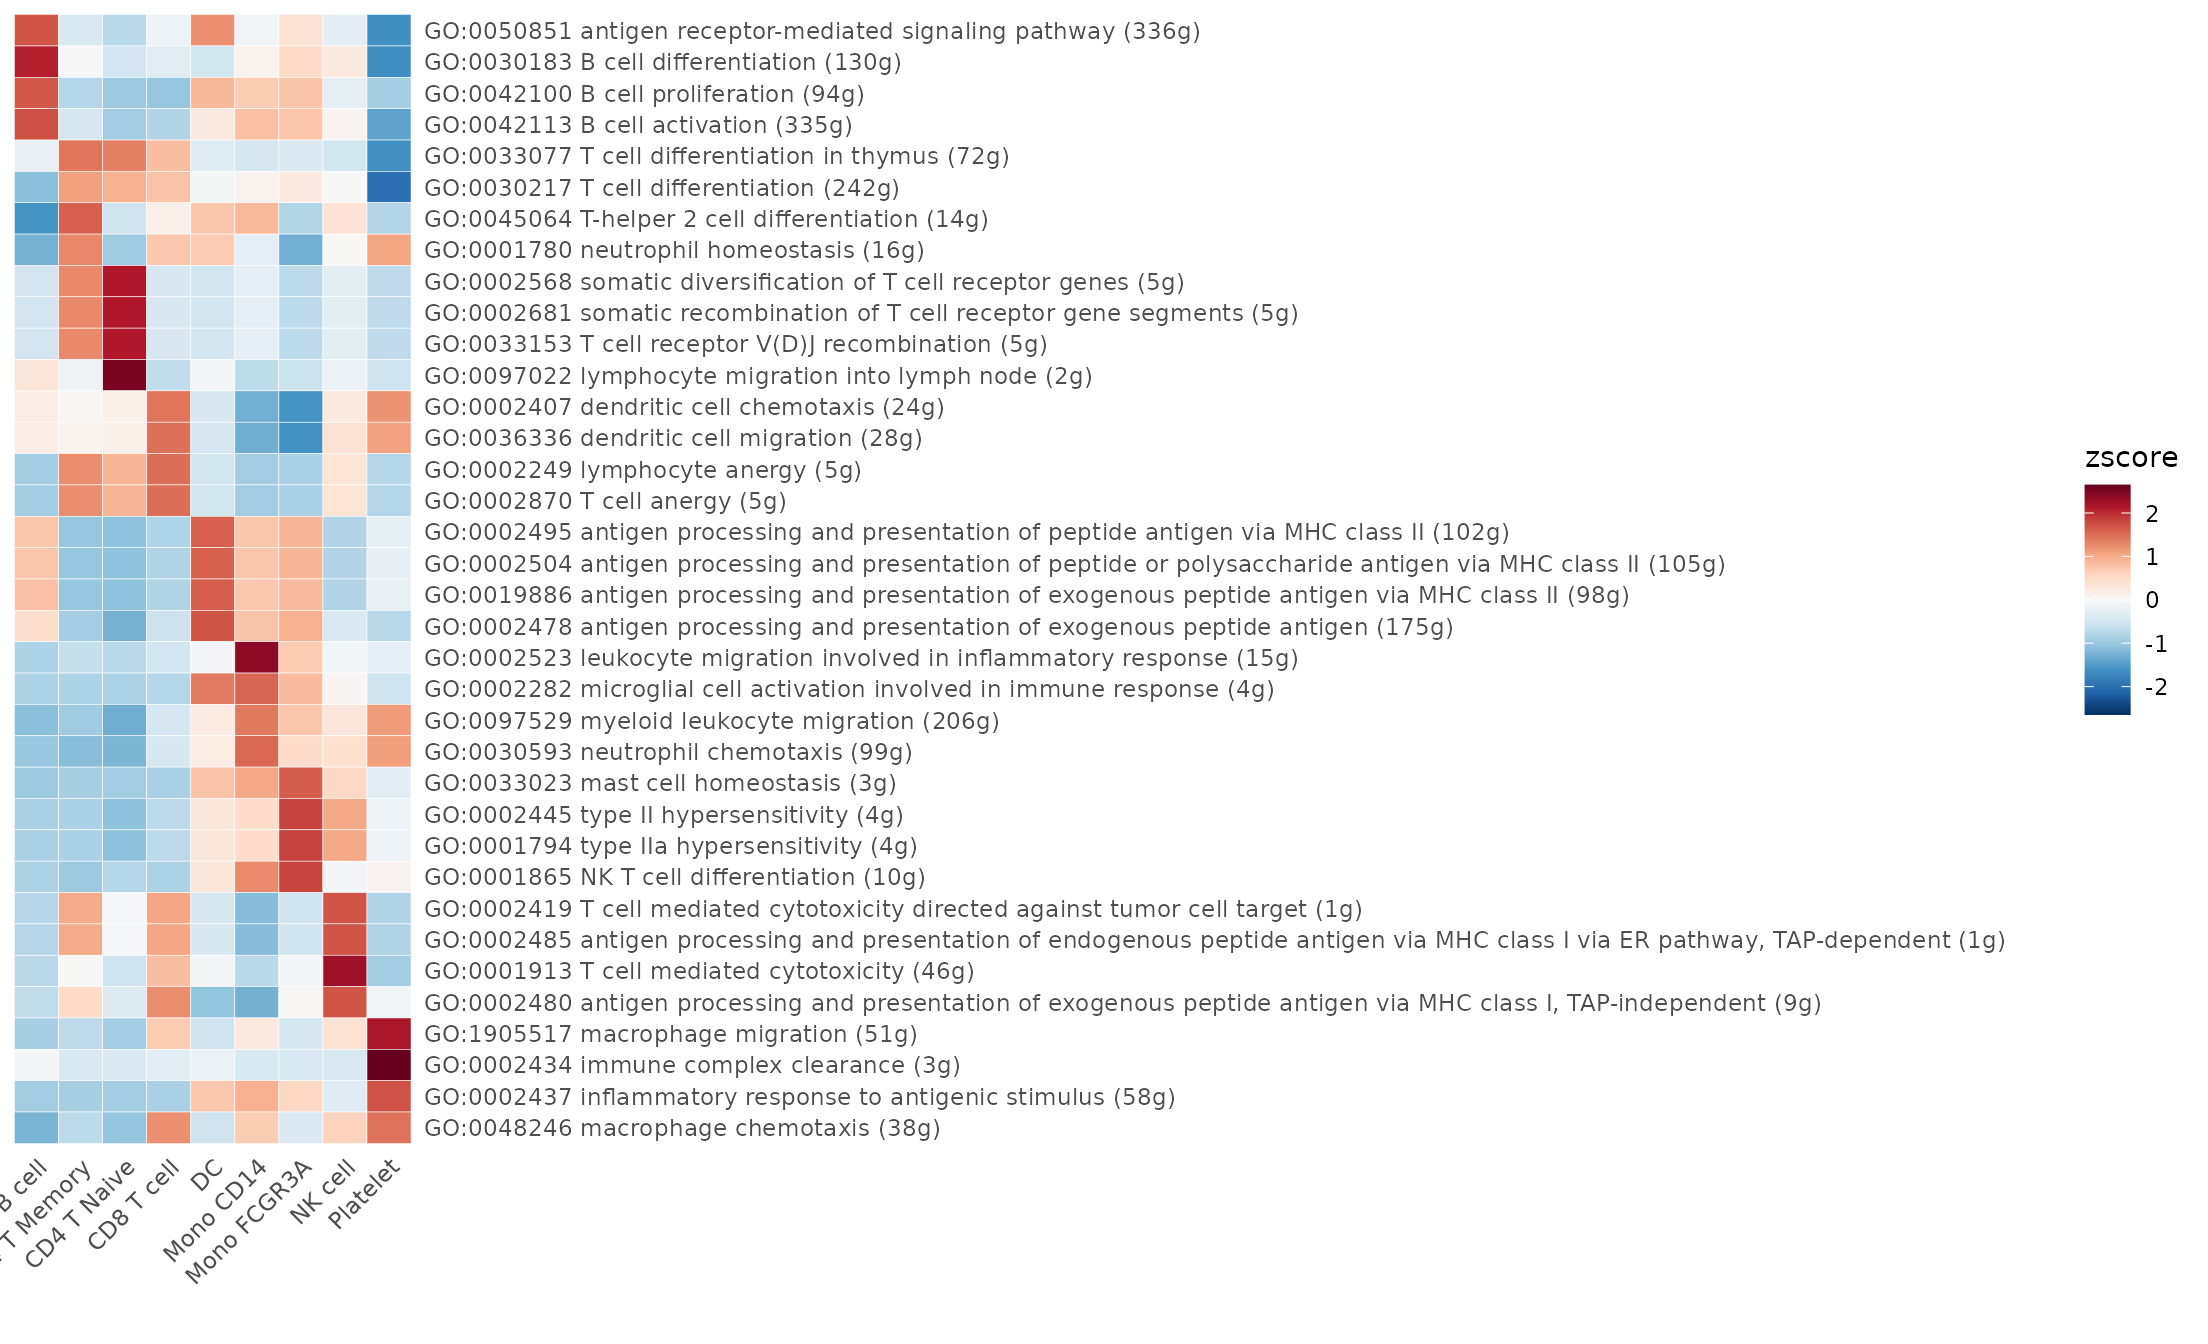 GO:0050851 antigen receptor-mediated signaling pathway (336g)
GO:0030183 B cell differentiation (130g)
GO:0042100 B cell proliferation (94g)
GO:0042113 B cell activation (335g)
GO:0033077 T cell differentiation in thymus (72g)
GO:0030217 T cell differentiation (242g)
GO:0045064 T-helper 2 cell differentiation (14g)
GO:0001780 neutrophil homeostasis (16g)
GO:0002568 somatic diversification of T cell receptor genes (5g)
GO:0002681 somatic recombination of T cell receptor gene segments (5g)
GO:0033153 T cell receptor V(D)J recombination (5g)
GO:0097022 lymphocyte migration into lymph node (2g)
GO:0002407 dendritic cell chemotaxis (24g)
GO:0036336 dendritic cell migration (28g)
GO:0002249 lymphocyte anergy (5g)
GO:0002870 T cell anergy (5g)
GO:0002495 antigen processing and presentation of peptide antigen via MHC class II (102g)
GO:0002504 antigen processing and presentation of peptide or polysaccharide antigen via MHC class II (105g)
GO:0019886 antigen processing and presentation of exogenous peptide antigen via MHC class II (98g)
GO:0002478 antigen processing and presentation of exogenous peptide antigen (175g)
GO:0002523 leukocyte migration involved in inflammatory response (15g)
GO:0002282 microglial cell activation involved in immune response (4g)
GO:0097529 myeloid leukocyte migration (206g)
GO:0030593 neutrophil chemotaxis (99g)
GO:0033023 mast cell homeostasis (3g)
GO:0002445 type II hypersensitivity (4g)
GO:0001794 type IIa hypersensitivity (4g)
GO:0001865 NK T cell differentiation (10g)
GO:0002419 T cell mediated cytotoxicity directed against tumor cell target (1g)
GO:0002485 antigen processing and presentation of endogenous peptide antigen via MHC class I via ER pathway, TAP-dependent (1g)
GO:0001913 T cell mediated cytotoxicity (46g)
GO:0002480 antigen processing and presentation of exogenous peptide antigen via MHC class I, TAP-independent (9g)
GO:1905517 macrophage migration (51g)
GO:0002434 immune complex clearance (3g)
GO:0002437 inflammatory response to antigenic stimulus (58g)
GO:0048246 macrophage chemotaxis (38g)
B cell
T Memory
CD4 T Naive
CD8 T cell
DC
Mono CD14
Mono FCGR3A
NK cell
Platelet
zscore
2
1
0
-1
-2